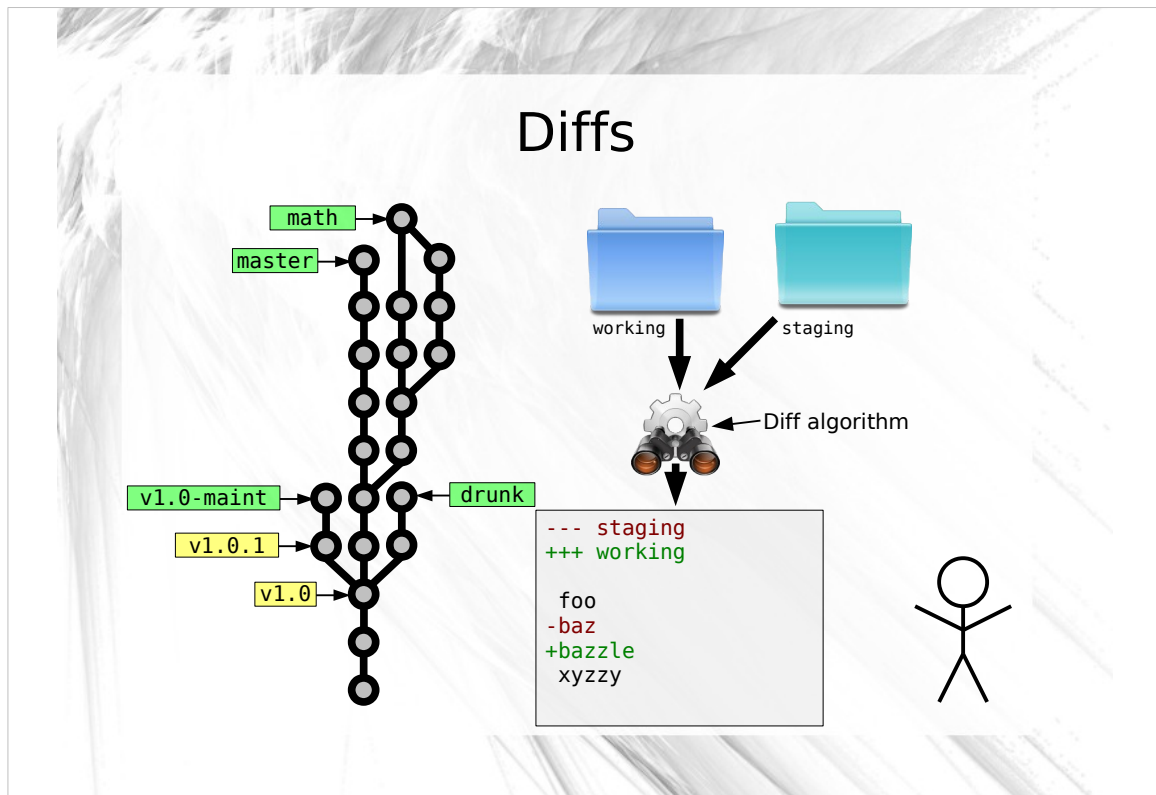 Diffs
math
master
v1.0-maint
drunk
v1.0.1
v1.0
working
staging
Diff algorithm
--- staging
+++ working
 foo
-baz
+bazzle
 xyzzy